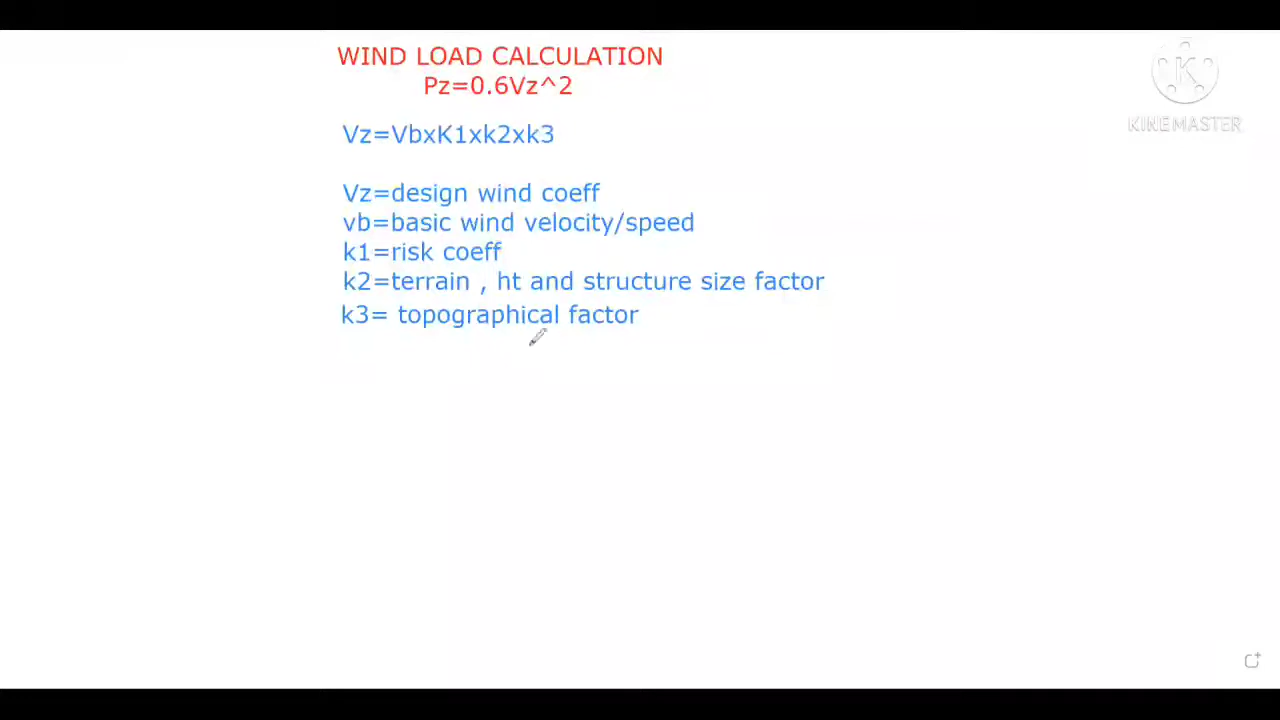 WIND LOAD CALCULATION
Pz=0.6Vz^2
Vz=VbxK1xk2xk3
Vz=design wind coeff
vb=basic wind velocity/speed
k1=risk coeff
k2=terrain , ht and structure size factor
k3= topographical factor
K
KINEMASTER